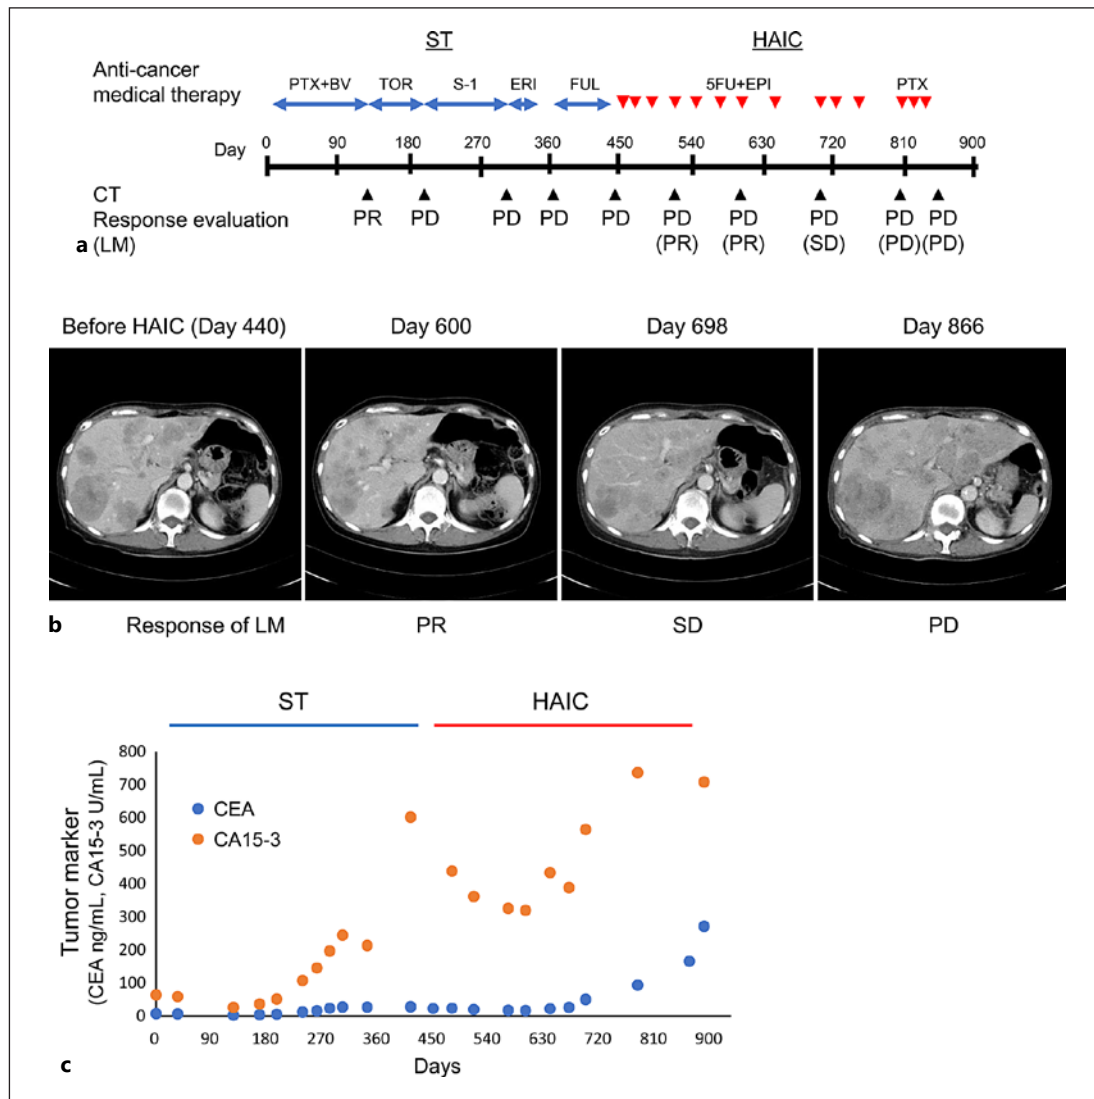 ST HAIC
Anti-cancer
medical therapy
PTX+BV TOR S-1 ERI FUL 5FU+EPI PTX
Day 0 90 180 270 360 450 540 630 720 810 900
CT
Response evaluation PR PD PD PD PD PD PD PD PD PD
a (LM) (PR) (PR) (SD) (PD) (PD)
Before HAIC (Day 440) Day 600 Day 698 Day 866
b Response of LM PR SD PD
ST HAIC
Tumor marker
(CEA ng/mL, CA15-3 U/mL)
800
700
600
500
400
300
200
100
0
CEA
CA15-3
0 90 180 270 360 450 540 630 720 810 900
Days
c